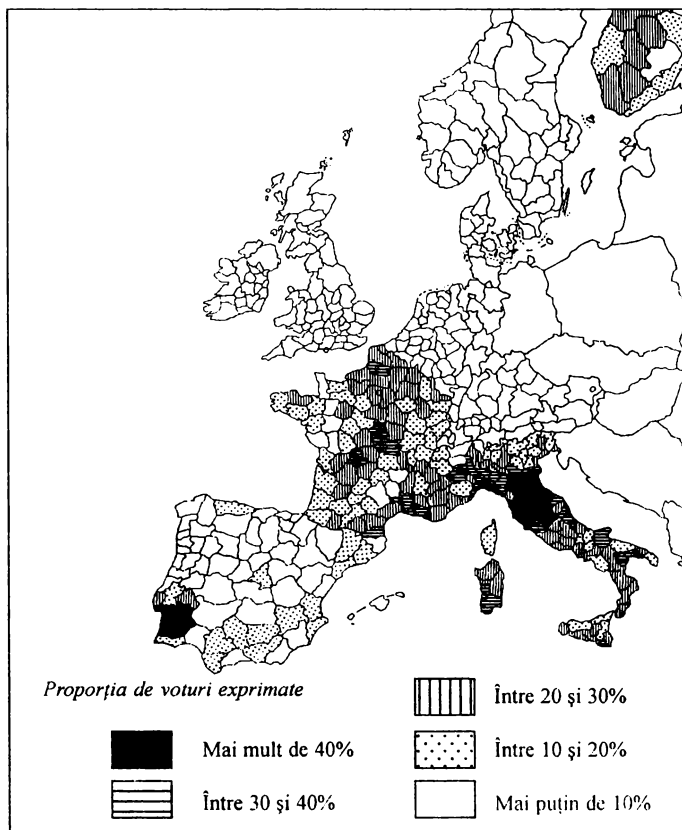 Proporția de voturi exprimate
Mai mult de 40%
Între 30 și 40%
Între 20 și 30%
Între 10 și 20%
Mai puțin de 10%